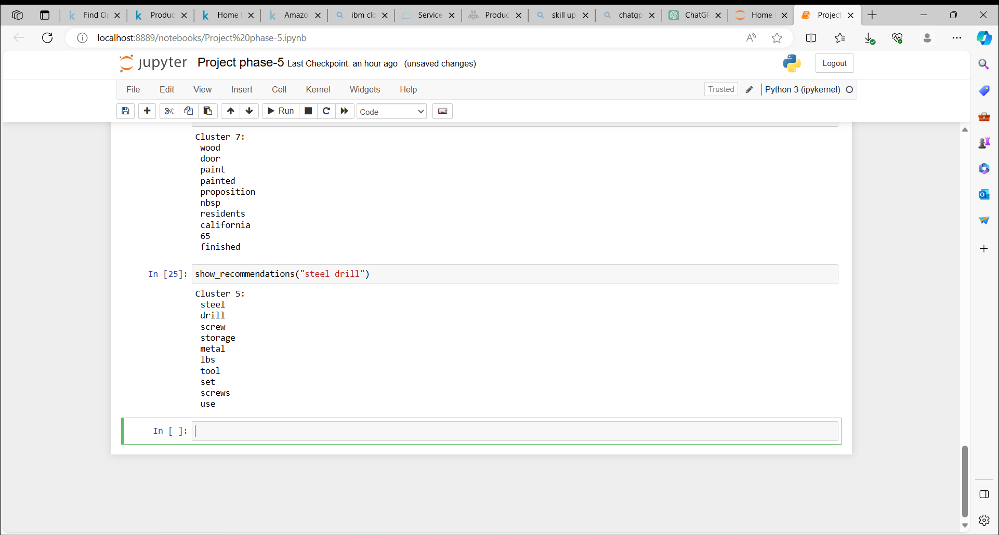 Find O
Produc
Home
Amazo
ibm clo
Service
Produc
skill up
chatgp
ChatGF
Home
Project
localhost:8889/notebooks/Project%20phase-5.ipynb
jupyter Project phase-5 Last Checkpoint: an hour ago (unsaved changes)
Logout
File Edit View Insert Cell Kernel Widgets Help
Trusted
Python 3 (ipykernel)
Run
Code
Cluster 7:
wood
door
paint
painted
proposition
nbsp
residents
california
65
finished
In [25]: show_recommendations("steel drill")
Cluster 5:
steel
drill
screw
storage
metal
lbs
tool
set
screws
use
In [ ]: